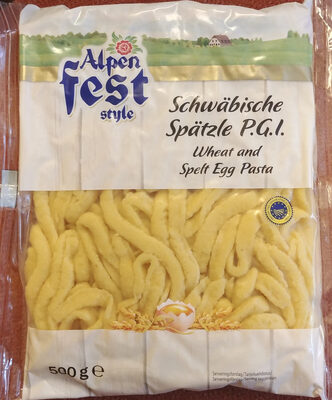 Alpen
fest
style
Schwäbische
Spätzle P.G.I.
Wheat and
Spelt Egg Pasta
500 g e